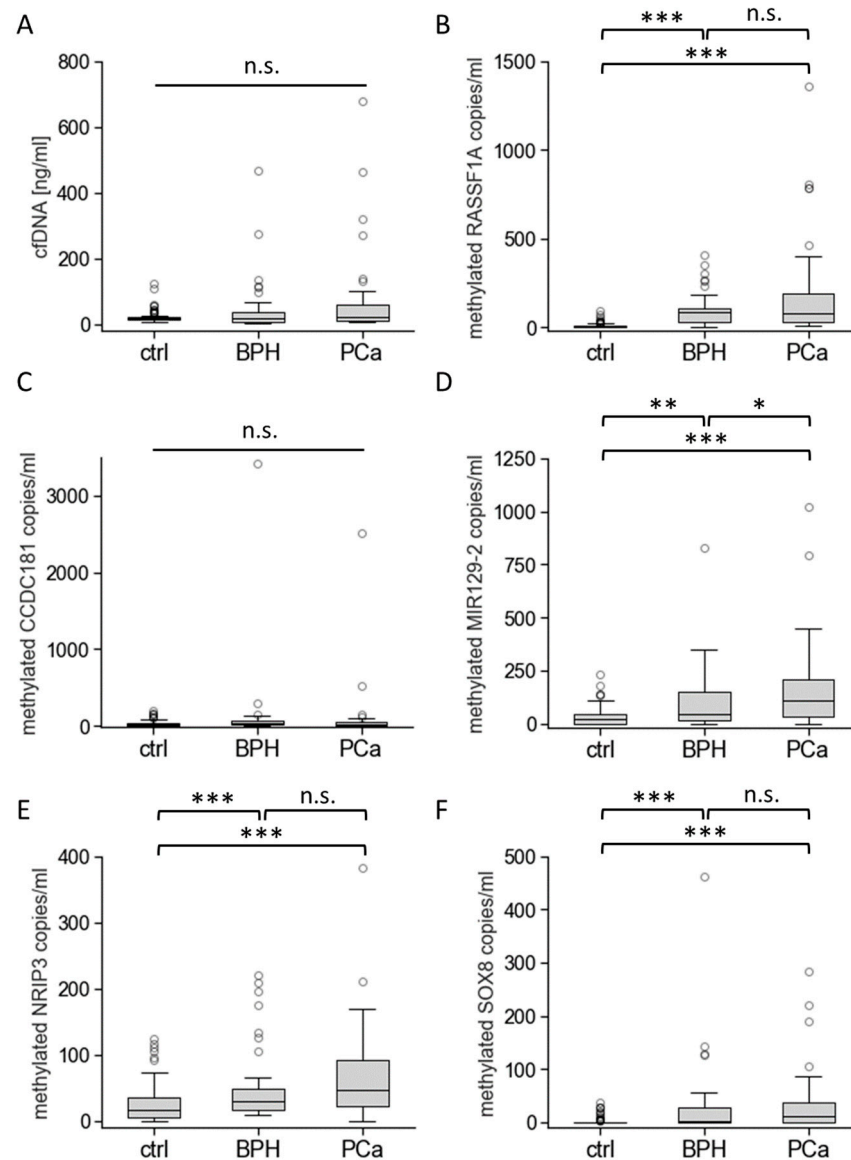 A
n.s.
800
600
400
200
0
cfDNA [ng/ml]
ctrl BPH PCa
B
*** n.s.
***
1500
1000
500
0
methylated RASSF1A copies/ml
ctrl BPH PCa
C
n.s.
3000
2000
1000
0
methylated CCDC181 copies/ml
ctrl BPH PCa
D
** *
***
1250
1000
750
500
250
0
methylated MIR129-2 copies/ml
ctrl BPH PCa
E
*** n.s.
***
400
300
200
100
0
methylated NRIP3 copies/ml
ctrl BPH PCa
F
*** n.s.
***
500
400
300
200
100
0
methylated SOX8 copies/ml
ctrl BPH PCa